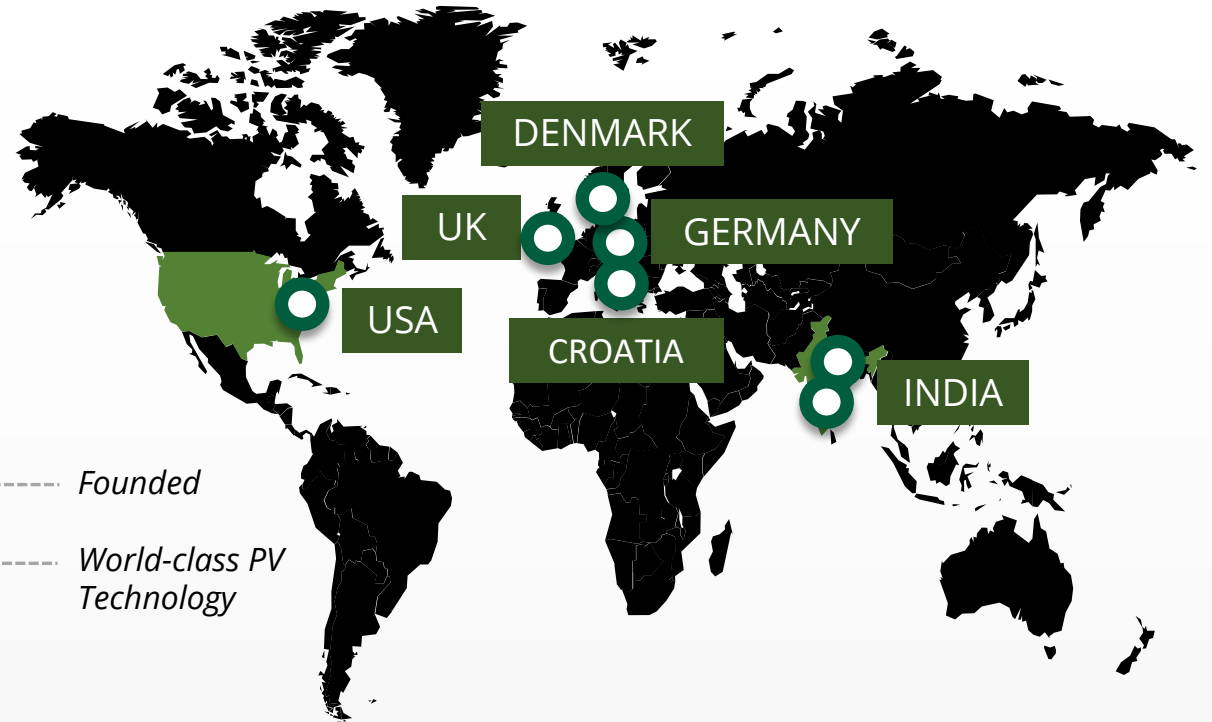 DENMARK
UK
GERMANY
USA
CROATIA
INDIA
Founded
World-class PV
Technology